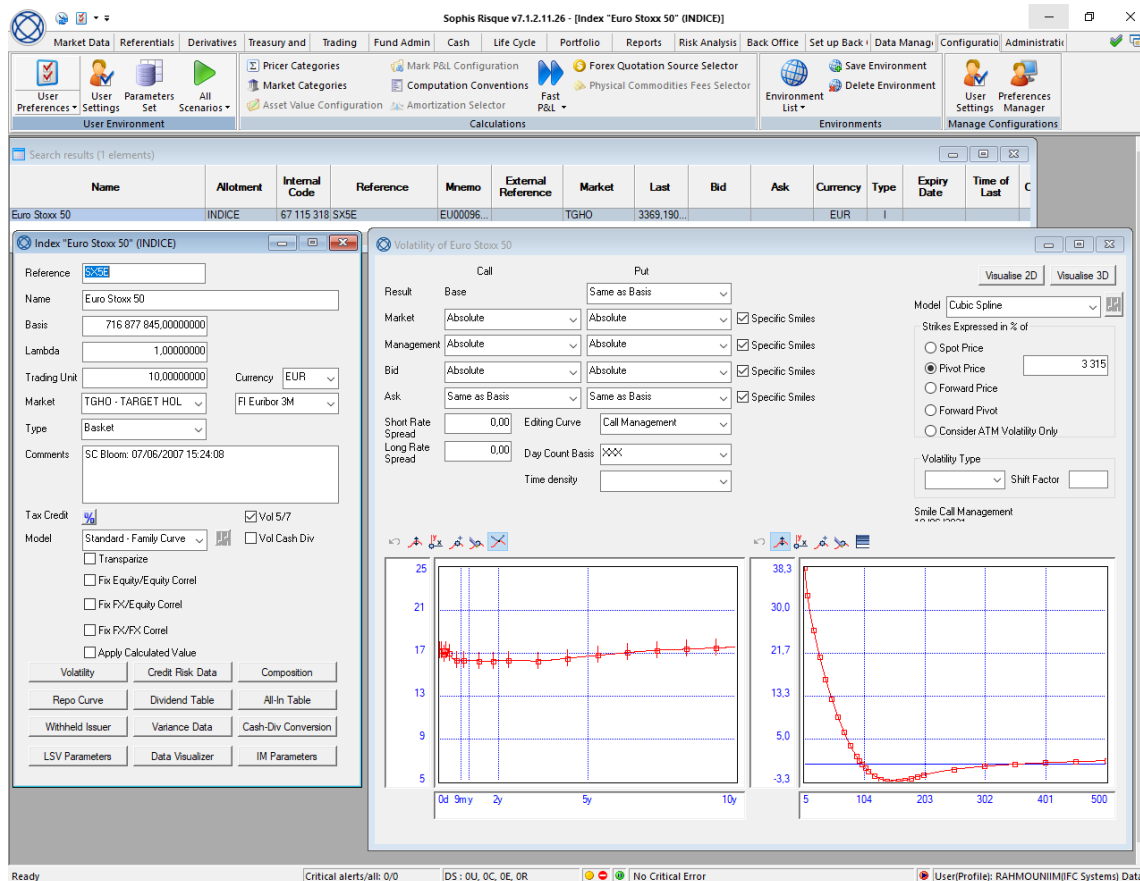 Sophis Risque v7.1.2.11.26 - [Index "Euro Stoxx 50" (INDICE)]
Market Data Referentials Derivatives Treasury and Trading Fund Admin Cash Life Cycle Portfolio Reports Risk Analysis Back Office Set up Back Data Manag Configuratio Administratic
User Preferences
User Settings
Parameters Set
All Scenarios
User Environment
Pricer Categories
Market Categories
Asset Value Configuration
Mark P&L Configuration
Computation Conventions
Amortization Selector
Fast P&L
Forex Quotation Source Selector
Physical Commodities Fees Selector
Calculations
Environment List
Save Environment
Delete Environment
Environments
User Settings
Preferences Manager
Manage Configurations
Search results (1 elements)
Name Allotment Internal Code Reference Mnemo External Reference Market Last Bid Ask Currency Type Expiry Date Time of Last C
Euro Stoxx 50 INDICE 67 115 318 SX5E EU00096... TGHO 3369,190... EUR I
Index "Euro Stoxx 50" (INDICE)
Reference SX5E
Name Euro Stoxx 50
Basis 716 877 845,00000000
Lambda 1,00000000
Trading Unit 10,00000000 Currency EUR
Market TGHO - TARGET HOL FI Euribor 3M
Type Basket
Comments SC Bloom: 07/06/2007 15:24:08
Tax Credit % Vol 5/7
Model Standard - Family Curve Vol Cash Div
Transparize
Fix Equity/Equity Correl
Fix FX/Equity Correl
Fix FX/FX Correl
Apply Calculated Value
Volatility Credit Risk Data Composition
Repo Curve Dividend Table All-In Table
Withheld Issuer Variance Data Cash-Div Conversion
LSV Parameters Data Visualizer IM Parameters
Volatility of Euro Stoxx 50
Call Put
Result Base Same as Basis
Market Absolute Absolute Specific Smiles
Management Absolute Absolute Specific Smiles
Bid Absolute Absolute Specific Smiles
Ask Same as Basis Same as Basis Specific Smiles
Short Rate Spread 0,00 Editing Curve Call Management
Long Rate Spread 0,00 Day Count Basis XXX
Time density
Visualise 2D Visualise 3D
Model Cubic Spline
Strikes Expressed in % of
Spot Price
Pivot Price 3 315
Forward Price
Forward Pivot
Consider ATM Volatility Only
Volatility Type
Shift Factor
Smile Call Management
25
21
17
13
9
5
0d 9m y 2y 5y 10y
38,3
30,0
21,7
13,3
5,0
-3,3
5 104 203 302 401 500
Ready Critical alerts/all: 0/0 DS : 0U, 0C, 0E, 0R No Critical Error User(Profile): RAHMOUNIIM(IFC Systems) Data